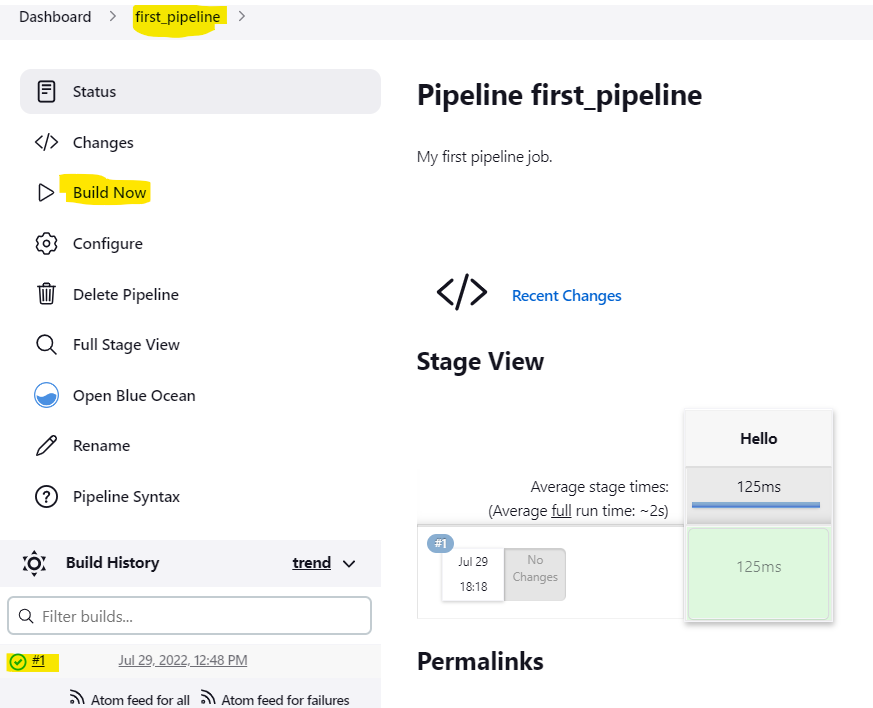 Dashboard > first_pipeline >
Status
Changes
Build Now
Configure
Delete Pipeline
Full Stage View
Open Blue Ocean
Rename
Pipeline Syntax
Build History trend
Filter builds...
#1 Jul 29, 2022, 12:48 PM
Atom feed for all Atom feed for failures
Pipeline first_pipeline
My first pipeline job.
</> Recent Changes
Stage View
Hello
Average stage times: 125ms
(Average full run time: ~2s)
#1
Jul 29
18:18
No
Changes
125ms
Permalinks